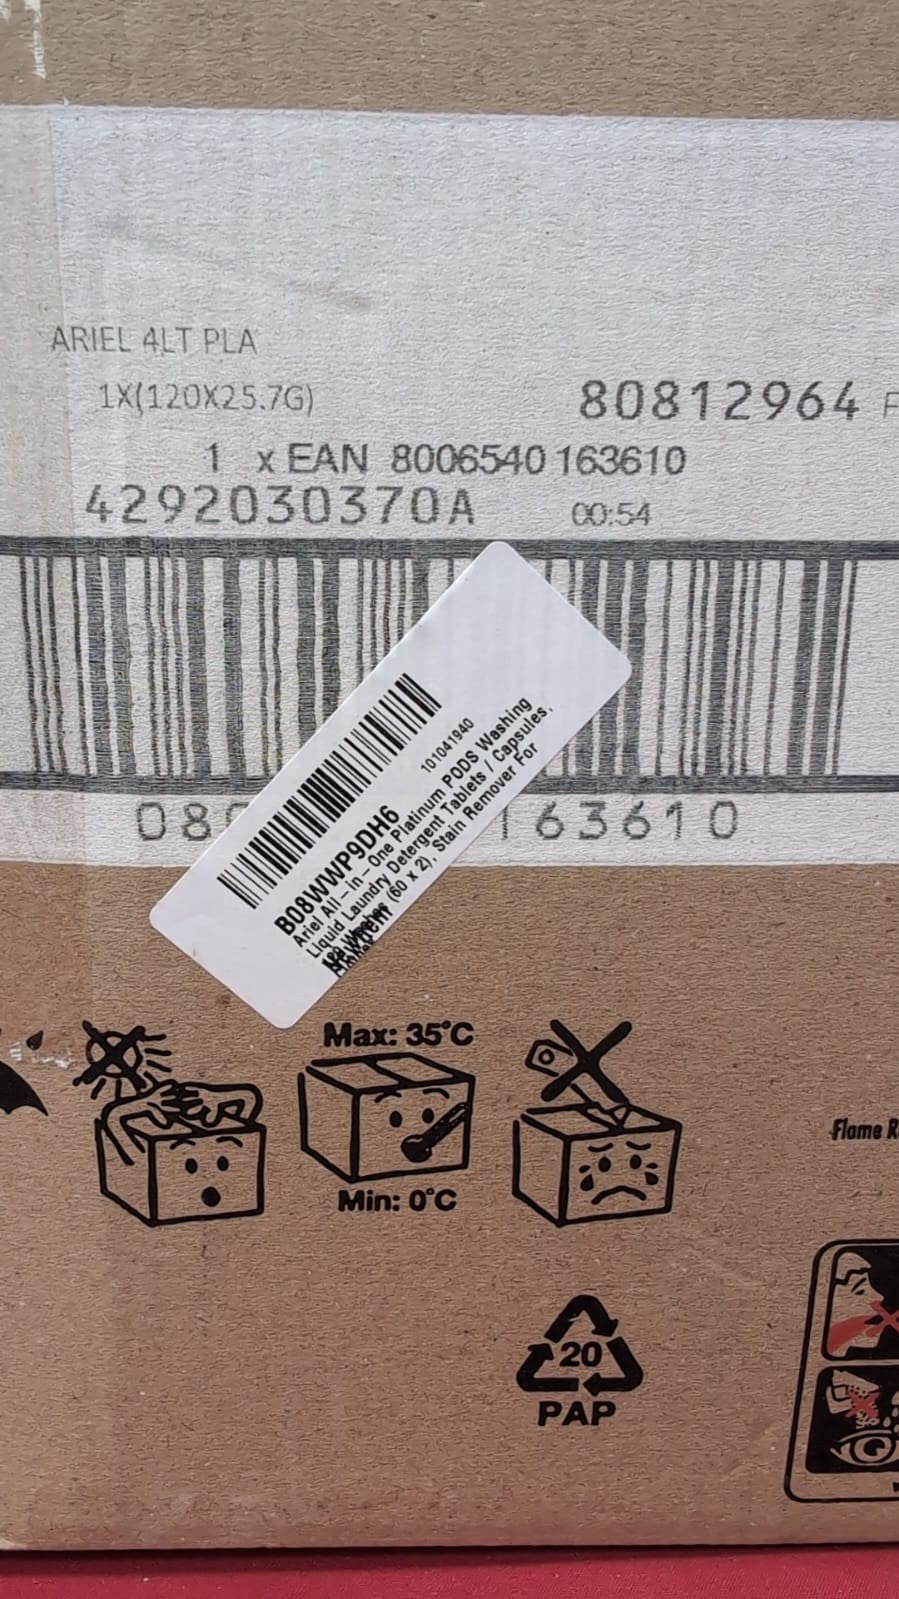 ARIEL 4LT PLA
1X(120X25.7G)
80812964
1 x EAN 8006540163610
4292030370A 00:54
08 163610
101041940
B08WWP9DH6
Ariel All-in-One Platinum PODS Washing
Liquid Laundry Detergent Tablets / Capsules,
(60 x 2), Stain Remover For
Max: 35°C
Min: 0°C
Flame
20
PAP